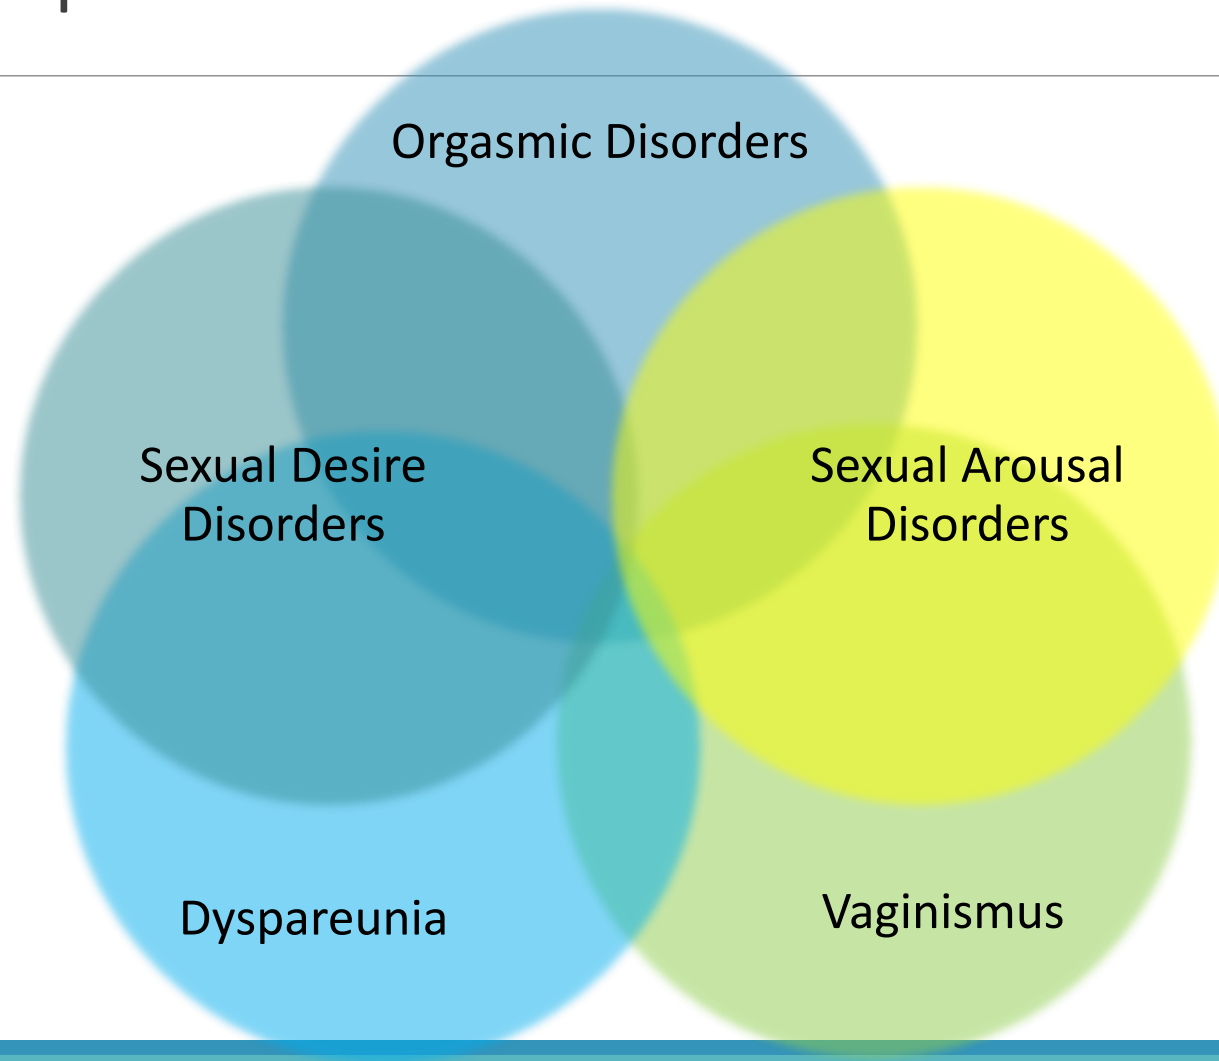 Orgasmic Disorders
Sexual Desire
Disorders
Sexual Arousal
Disorders
Dyspareunia
Vaginismus